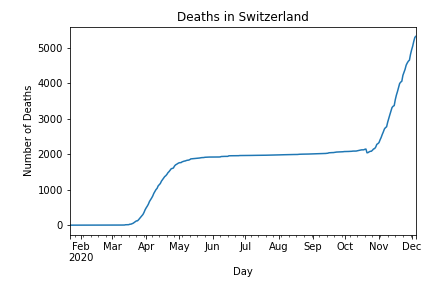 Deaths in Switzerland
Number of Deaths
5000
4000
3000
2000
1000
0
Feb Mar Apr May Jun Jul Aug Sep Oct Nov Dec
2020
Day